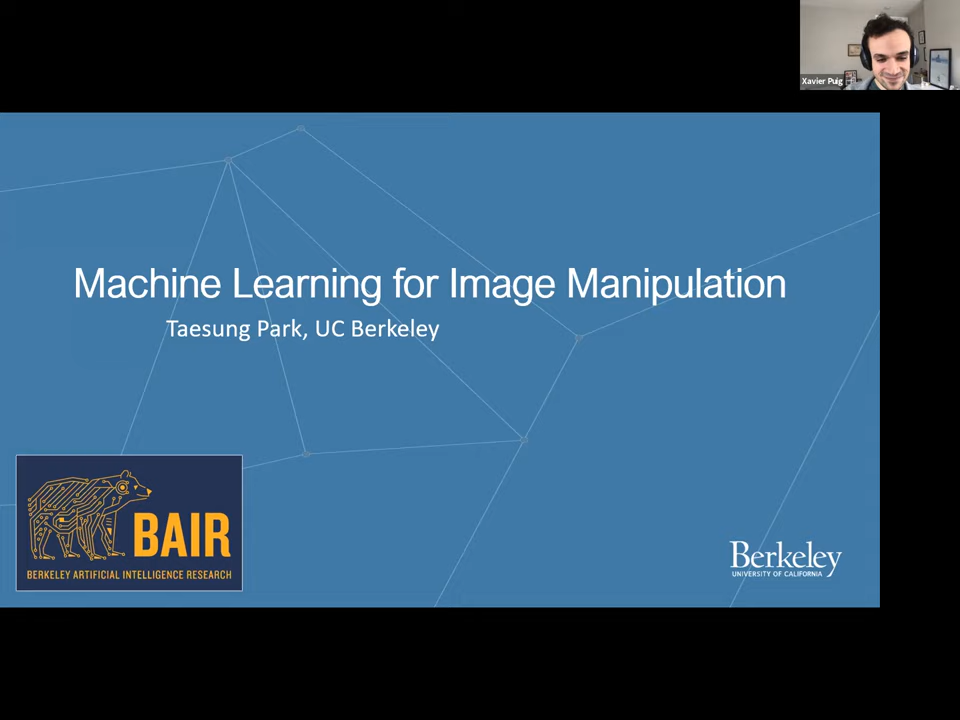 Xavier Puig
Machine Learning for Image Manipulation
Taesung Park, UC Berkeley
BAIR
BERKELEY ARTIFICIAL INTELLIGENCE RESEARCH
Berkeley
UNIVERSITY OF CALIFORNIA